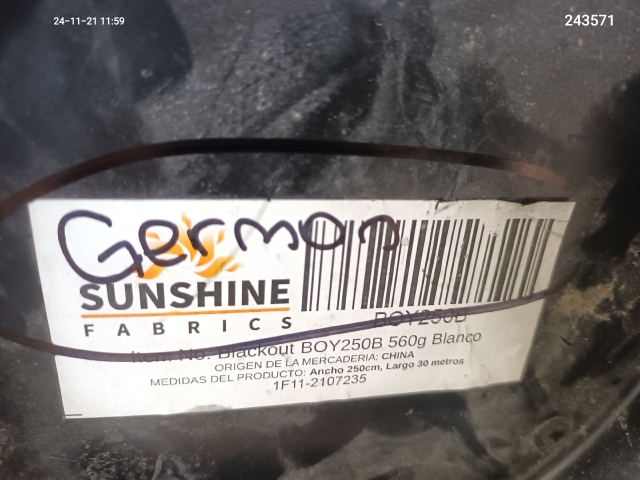 24-11-21 11:59
243571
German
SUNSHINE
FABRICS
BOY250B
Item No: Blackout BOY250B 560g Blanco
ORIGEN DE LA MERCADERIA: CHINA
MEDIDAS DEL PRODUCTO: Ancho 250cm, Largo 30 metros
1F11-2107235